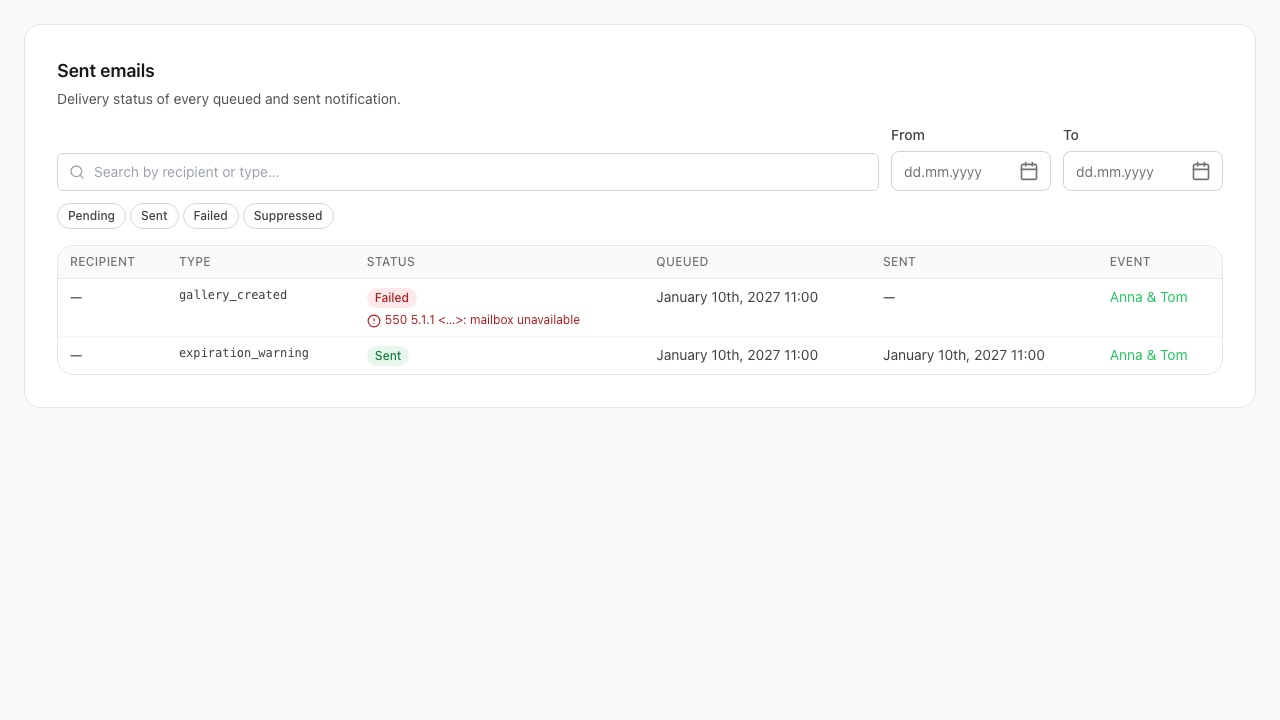 Sent emails
Delivery status of every queued and sent notification.
From
To
Search by recipient or type...
dd.mm.yyyy
dd.mm.yyyy
Pending
Sent
Failed
Suppressed
RECIPIENT TYPE STATUS QUEUED SENT EVENT
— gallery_created Failed January 10th, 2027 11:00 — Anna & Tom
550 5.1.1 <...>: mailbox unavailable
— expiration_warning Sent January 10th, 2027 11:00 January 10th, 2027 11:00 Anna & Tom